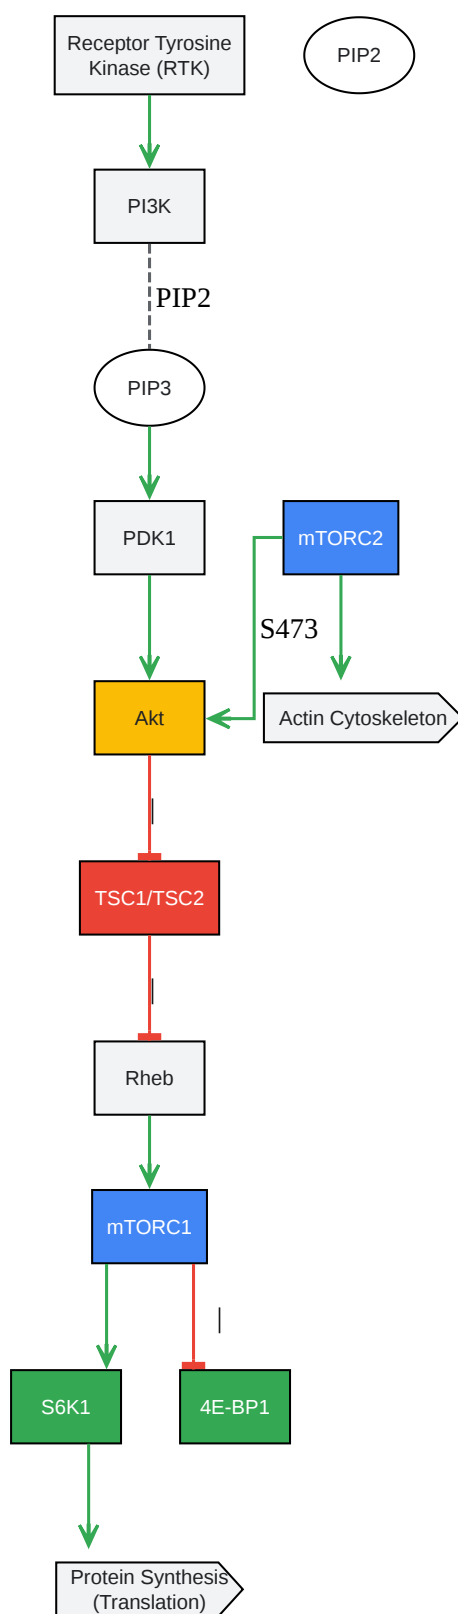 Receptor Tyrosine
Kinase (RTK)
PIP2
PI3K
PIP2
PIP3
PDK1
mTORC2
S473
Akt
Actin Cytoskeleton
|
TSC1/TSC2
|
Rheb
mTORC1
|
S6K1
4E-BP1
Protein Synthesis
(Translation)